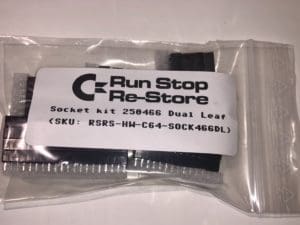 Run Stop
Re-Store
Socket kit 250466 Dual Leaf
(SKU: RSRS-HW-C64-SOCK466DL)